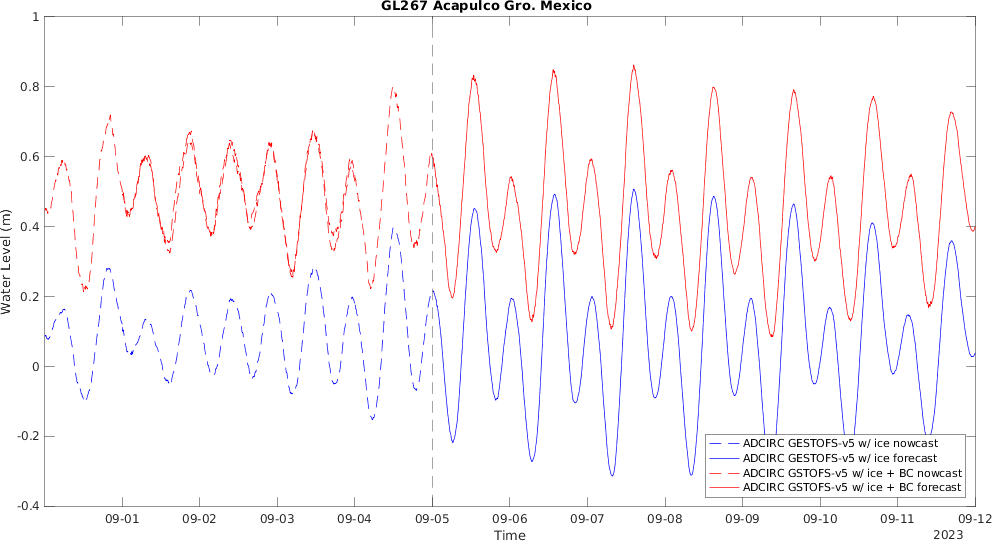 GL267 Acapulco Gro. Mexico
1
0.8
0.6
0.4
0.2
0
-0.2
-0.4
Water Level (m)
ADCIRC GESTOFS-v5 w/ ice nowcast
ADCIRC GESTOFS-v5 w/ ice forecast
ADCIRC GSTOFS-v5 w/ ice + BC nowcast
ADCIRC GSTOFS-v5 w/ ice + BC forecast
09-01 09-02 09-03 09-04 09-05 09-06 09-07 09-08 09-09 09-10 09-11 09-12
Time
2023